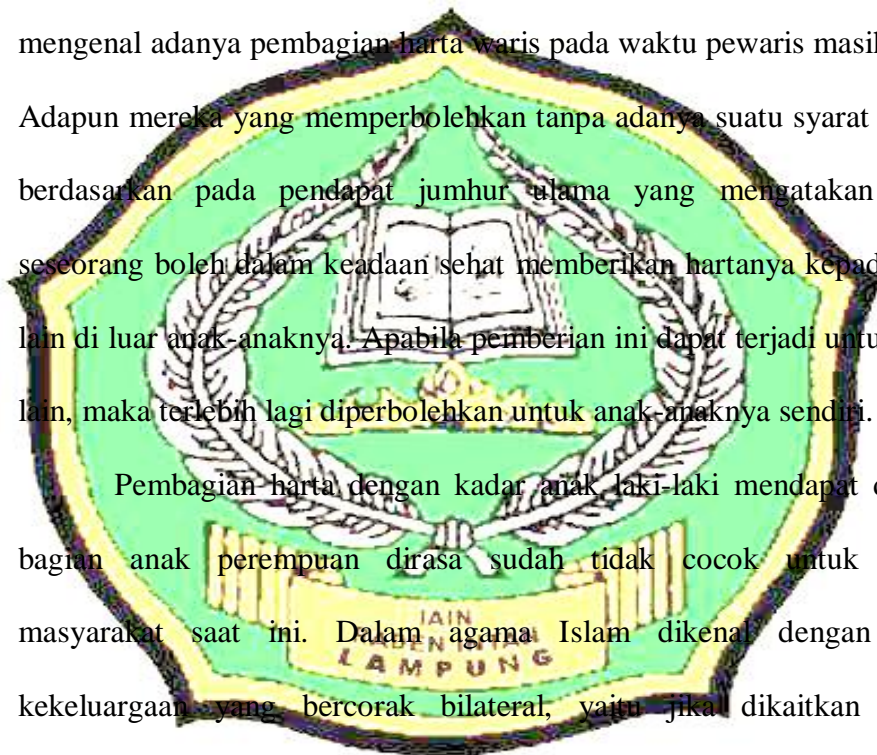 mengenal adanya pembagian harta waris pada waktu pewaris masih
Adapun mereka yang memperbolehkan tanpa adanya suatu syarat
berdasarkan pada pendapat jumhur ulama yang mengatakan
seseorang boleh dalam keadaan sehat memberikan hartanya
lain di luar anak-anaknya. Apabila pemberian ini dapat terjadi
lain, maka terlebih lagi diperbolehkan untuk anak-anaknya sendiri.
Pembagian harta dengan kadar anak laki-laki mendapat
bagian anak perempuan dirasa sudah tidak cocok untuk
IAIN
RADEN INTAN
LAMPUNG
masyarakat saat ini. Dalam agama Islam dikenal dengan
kekeluargaan yang bercorak bilateral, yaitu jika dikaitkan